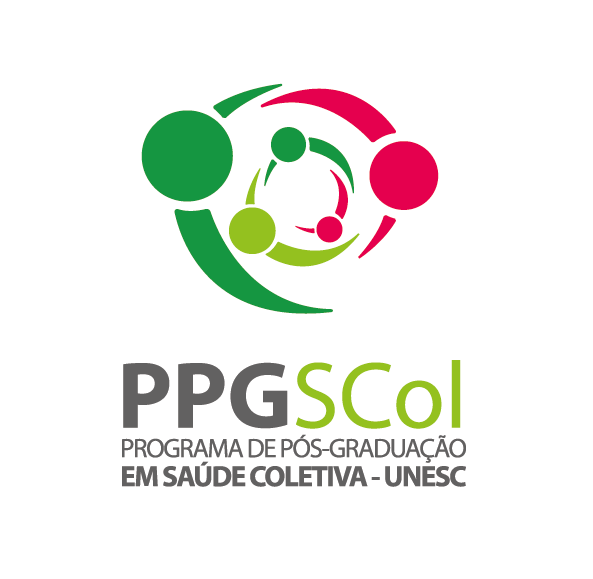 PPGSCol
PROGRAMA DE PÓS-GRADUAÇÃO
EM SAÚDE COLETIVA - UNESC